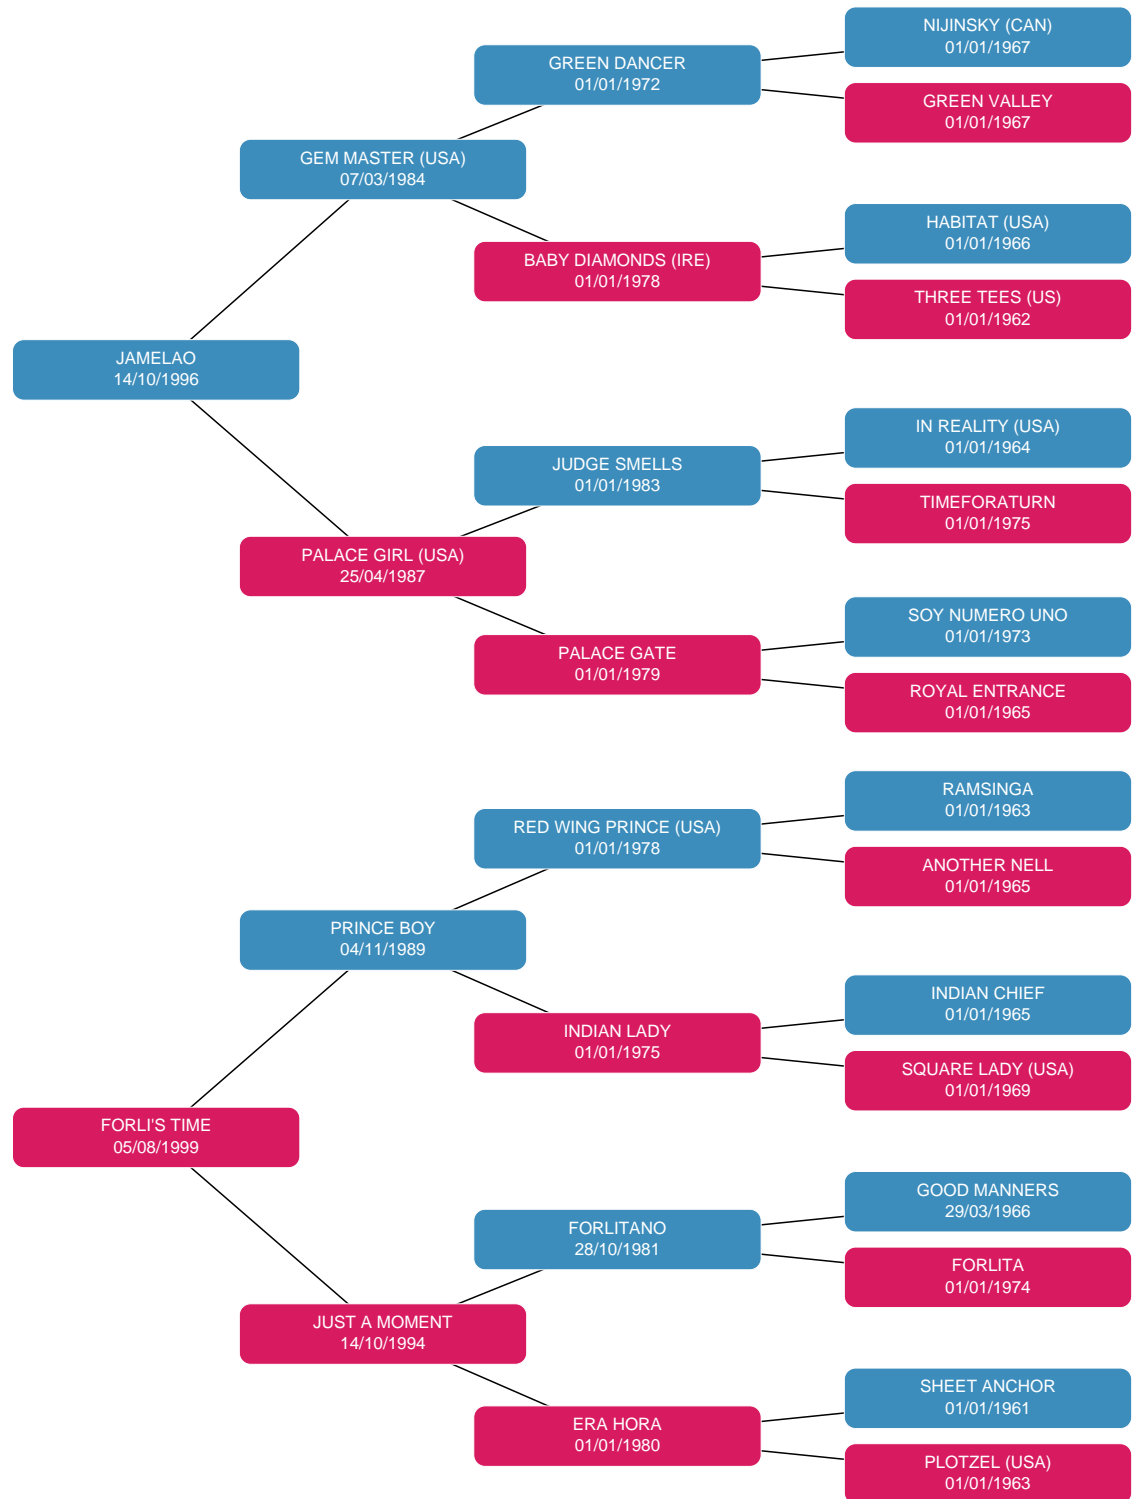 NIJINSKY (CAN)
01/01/1967
GREEN DANCER
01/01/1972
GREEN VALLEY
01/01/1967
GEM MASTER (USA)
07/03/1984
HABITAT (USA)
01/01/1966
BABY DIAMONDS (IRE)
01/01/1978
THREE TEES (US)
01/01/1962
JAMELAO
14/10/1996
IN REALITY (USA)
01/01/1964
JUDGE SMELLS
01/01/1983
TIMEFORATURN
01/01/1975
PALACE GIRL (USA)
25/04/1987
SOY NUMERO UNO
01/01/1973
PALACE GATE
01/01/1979
ROYAL ENTRANCE
01/01/1965
RAMSINGA
01/01/1963
RED WING PRINCE (USA)
01/01/1978
ANOTHER NELL
01/01/1965
PRINCE BOY
04/11/1989
INDIAN CHIEF
01/01/1965
INDIAN LADY
01/01/1975
SQUARE LADY (USA)
01/01/1969
FORLI'S TIME
05/08/1999
GOOD MANNERS
29/03/1966
FORLITANO
28/10/1981
FORLITA
01/01/1974
JUST A MOMENT
14/10/1994
SHEET ANCHOR
01/01/1961
ERA HORA
01/01/1980
PLOTZEL (USA)
01/01/1963